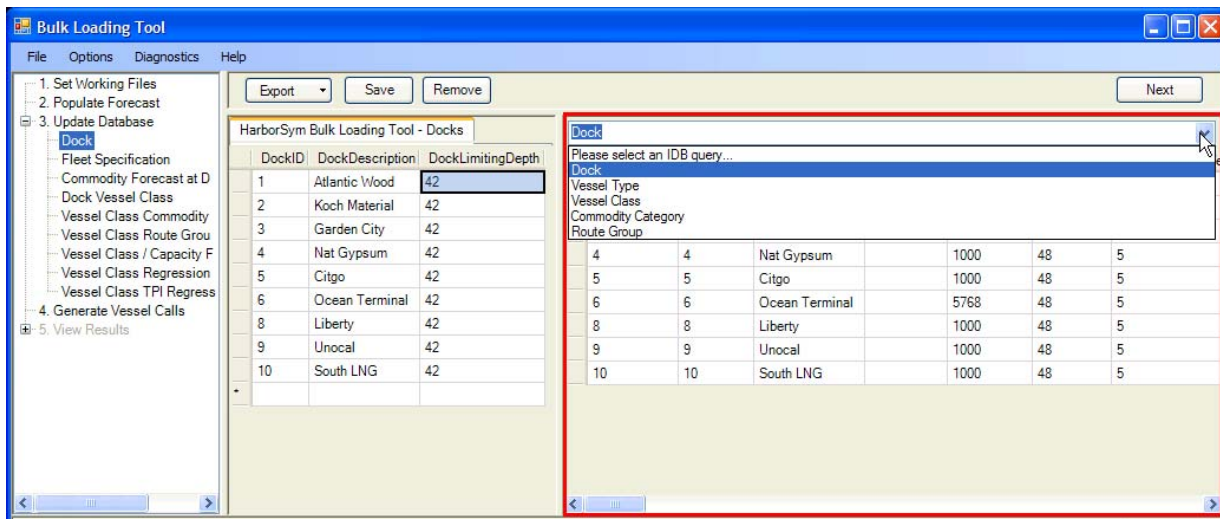 Bulk Loading Tool
File Options Diagnostics Help
1. Set Working Files
2. Populate Forecast
3. Update Database
Dock
Fleet Specification
Commodity Forecast at D
Dock Vessel Class
Vessel Class Commodity
Vessel Class Route Grou
Vessel Class / Capacity F
Vessel Class Regression
Vessel Class TPI Regress
4. Generate Vessel Calls
5. View Results
Export Save Remove Next
HarborSym Bulk Loading Tool - Docks
DockID DockDescription DockLimitingDepth
1 Atlantic Wood 42
2 Koch Material 42
3 Garden City 42
4 Nat Gypsum 42
5 Citgo 42
6 Ocean Terminal 42
8 Liberty 42
9 Unocal 42
10 South LNG 42
Dock
Please select an IDB query...
Dock
Vessel Type
Vessel Class
Commodity Category
Route Group
4 4 Nat Gypsum 1000 48 5
5 5 Citgo 1000 48 5
6 6 Ocean Terminal 5768 48 5
8 8 Liberty 1000 48 5
9 9 Unocal 1000 48 5
10 10 South LNG 1000 48 5